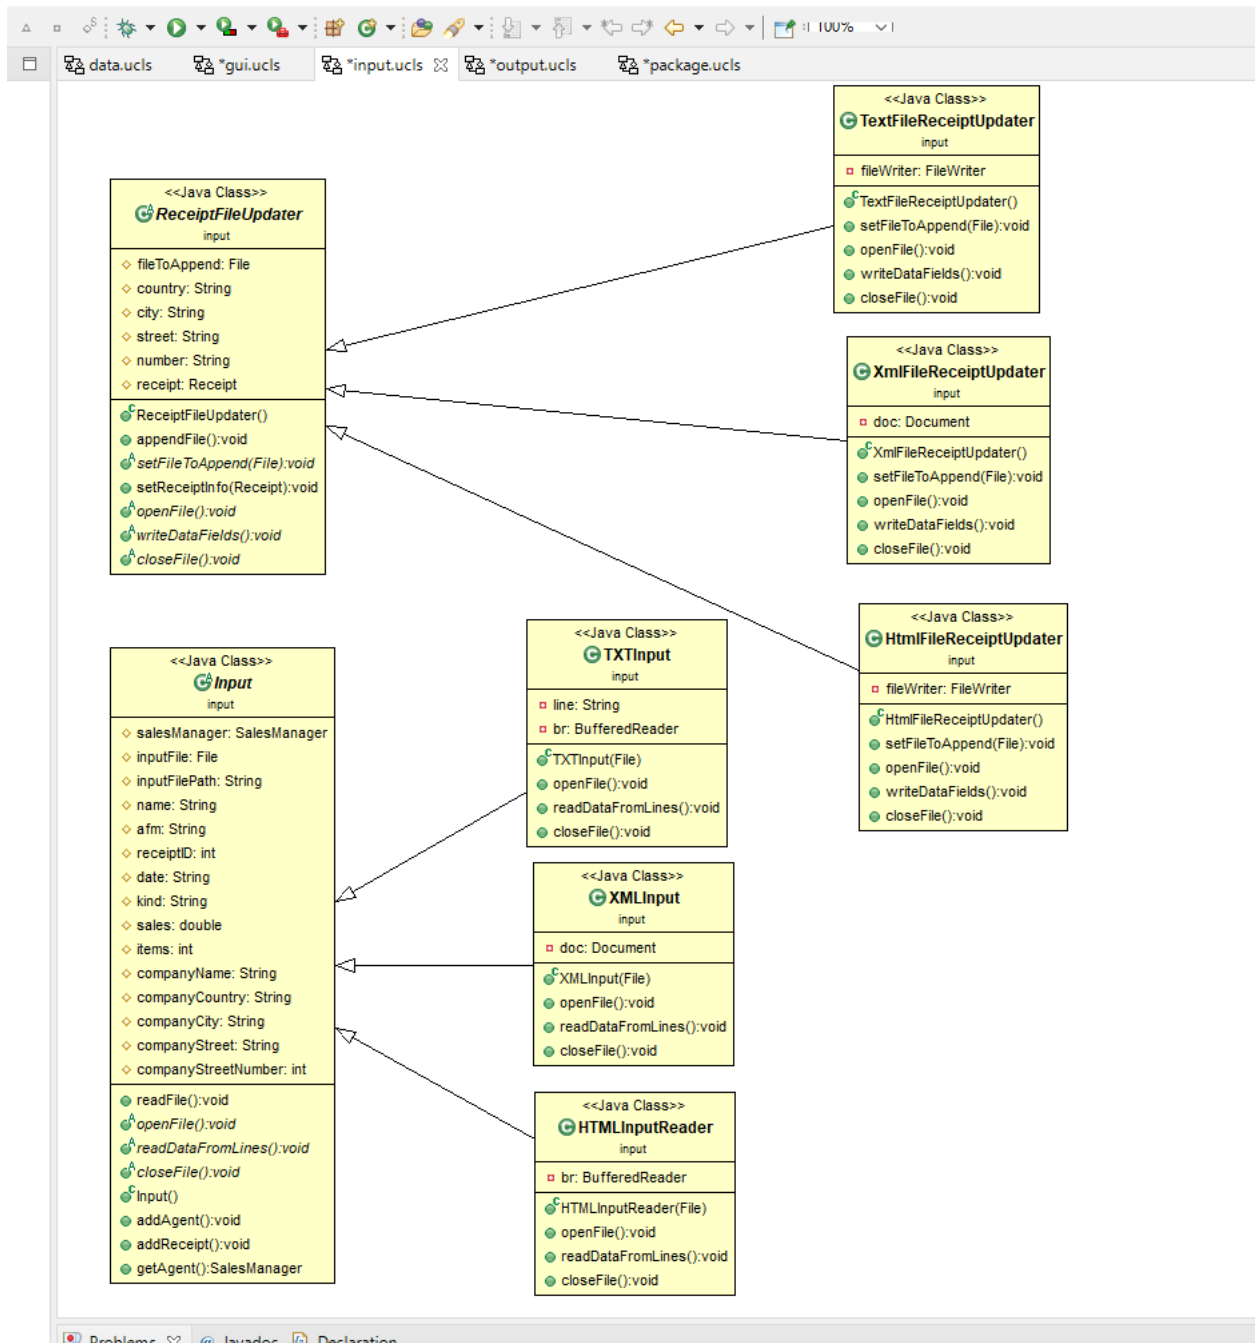 100%
data.ucls
*gui.ucls
*input.ucls
*output.ucls
*package.ucls
<<Java Class>>
TextFileReceiptUpdater
input
fileWriter: FileWriter
TextFileReceiptUpdater()
setFileToAppend(File):void
openFile():void
writeDataFields():void
closeFile():void
<<Java Class>>
ReceiptFileUpdater
input
fileToAppend: File
country: String
city: String
street: String
number: String
receipt: Receipt
ReceiptFileUpdater()
appendFile():void
setFileToAppend(File):void
setReceiptInfo(Receipt):void
openFile():void
writeDataFields():void
closeFile():void
<<Java Class>>
XmlFileReceiptUpdater
input
doc: Document
XmlFileReceiptUpdater()
setFileToAppend(File):void
openFile():void
writeDataFields():void
closeFile():void
<<Java Class>>
HtmlFileReceiptUpdater
input
fileWriter: FileWriter
HtmlFileReceiptUpdater()
setFileToAppend(File):void
openFile():void
writeDataFields():void
closeFile():void
<<Java Class>>
Input
input
salesManager: SalesManager
inputFile: File
inputFilePath: String
name: String
afm: String
receiptID: int
date: String
kind: String
sales: double
items: int
companyName: String
companyCountry: String
companyCity: String
companyStreet: String
companyStreetNumber: int
readFile():void
openFile():void
readDataFromLines():void
closeFile():void
Input()
addAgent():void
addReceipt():void
getAgent():SalesManager
<<Java Class>>
TXTInput
input
line: String
br: BufferedReader
TXTInput(File)
openFile():void
readDataFromLines():void
closeFile():void
<<Java Class>>
XMLInput
input
doc: Document
XMLInput(File)
openFile():void
readDataFromLines():void
closeFile():void
<<Java Class>>
HTMLInputReader
input
br: BufferedReader
HTMLInputReader(File)
openFile():void
readDataFromLines():void
closeFile():void
Problems
@ Javadoc
Declaration